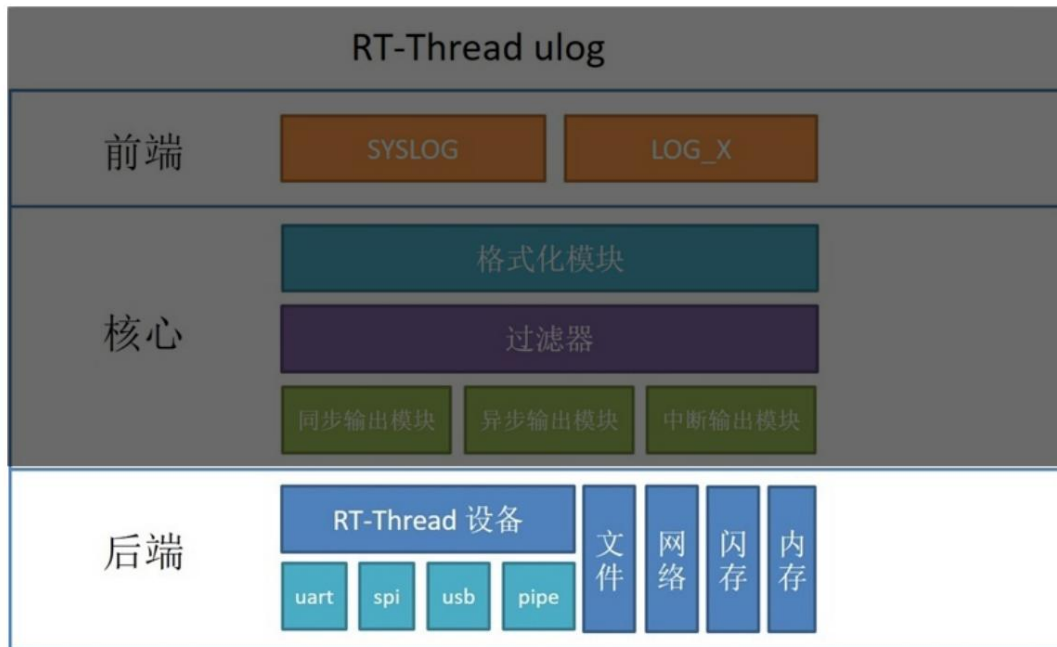 RT-Thread ulog
前端
SYSLOG
LOG_X
核心
格式化模块
过滤器
同步输出模块
异步输出模块
中断输出模块
后端
RT-Thread 设备
uart
spi
usb
pipe
文件
网络
闪存
内存